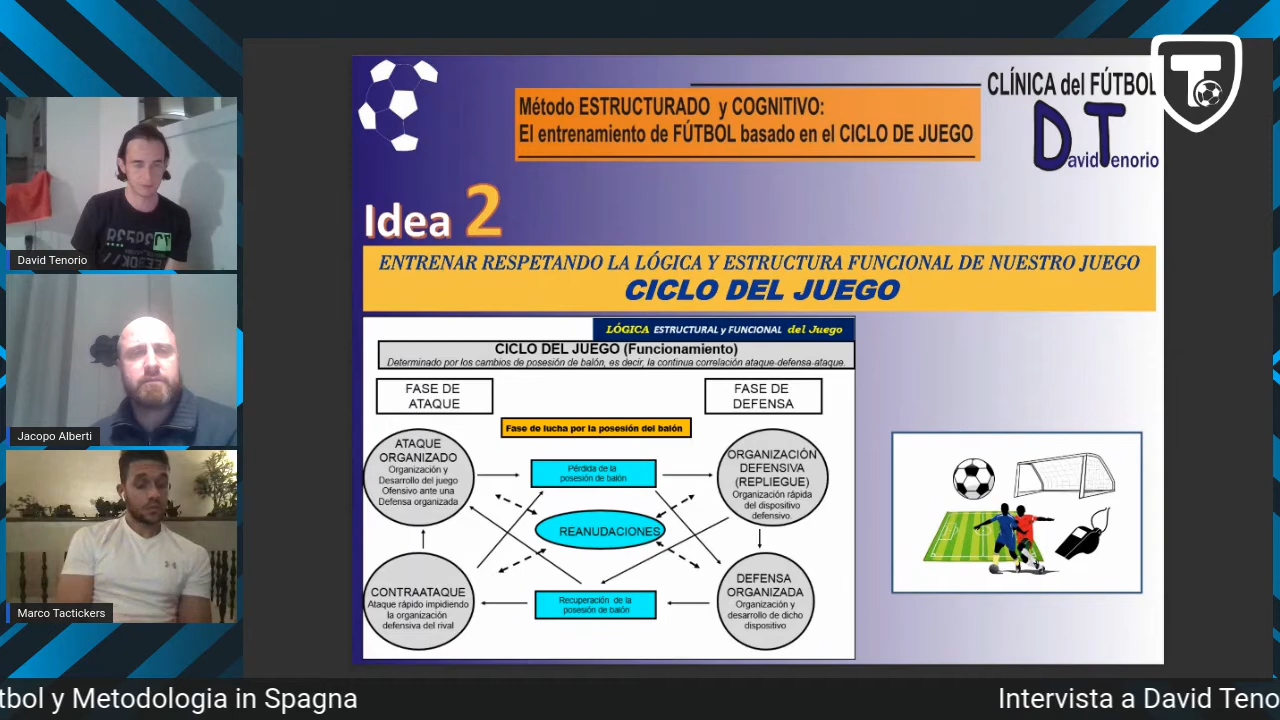 CLÍNICA del FÚTBOL
David Tenorio
Método ESTRUCTURADO y COGNITIVO:
El entrenamiento de FÚTBOL basado en el CICLO DE JUEGO
Idea 2
ENTRENAR RESPETANDO LA LÓGICA Y ESTRUCTURA FUNCIONAL DE NUESTRO JUEGO
CICLO DEL JUEGO
LÓGICA ESTRUCTURAL y FUNCIONAL del Juego
CICLO DEL JUEGO (Funcionamiento)
Determinado por los cambios de posesión de balón, es decir, la continua correlación ataque-defensa-ataque.
FASE DE
ATAQUE
FASE DE
DEFENSA
Fase de lucha por la posesión del balón
ATAQUE
ORGANIZADO
Organización y
Desarrollo del juego
Ofensivo ante una
Defensa organizada
Pérdida de la
posesión de balón
ORGANIZACIÓN
DEFENSIVA
(REPLIEGUE)
Organización rápida
del dispositivo
defensivo.
REANUDACIONES
CONTRAATAQUE
Ataque rápido impidiendo
la organización
defensiva del rival
Recuperación de la
posesión de balón
DEFENSA
ORGANIZADA
Organización y
desarrollo de dicho
dispositivo
David Tenorio
Jacopo Alberti
Marco Tactickers
tbol y Metodologia in Spagna
Intervista a David Teno